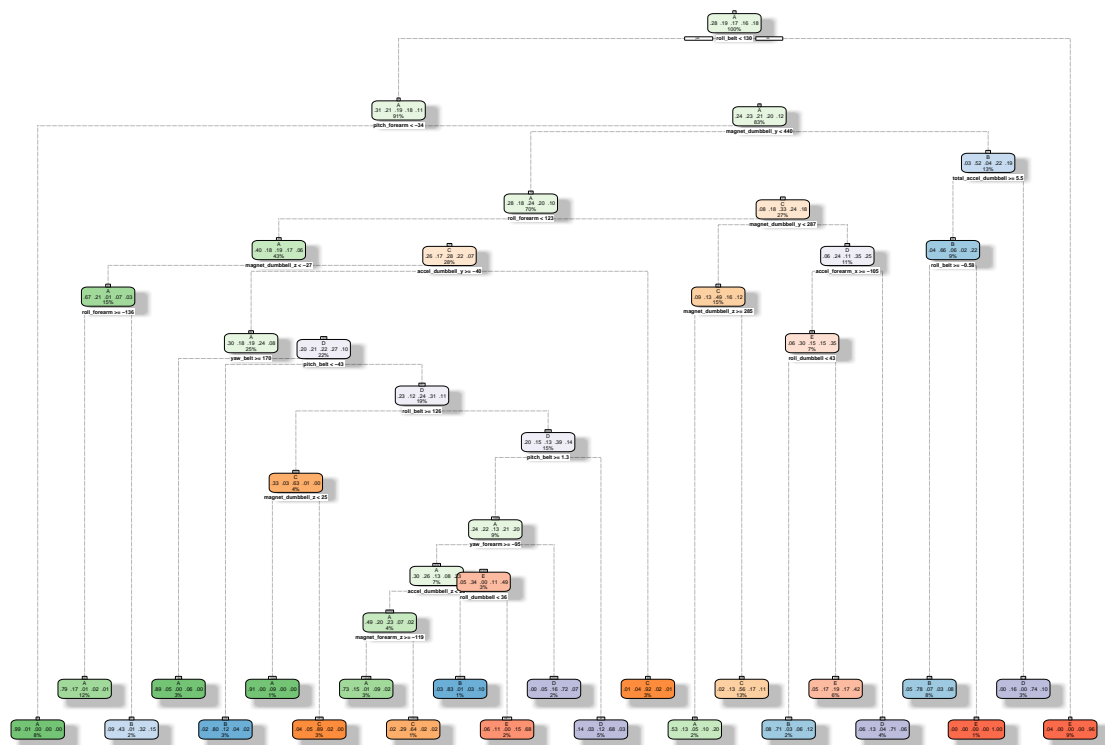 A
.28 .19 .17 .16 .18
100%
roll_belt < 130
A
.31 .21 .19 .18 .11
91%
pitch_forearm < −34
A
.24 .23 .21 .20 .12
83%
magnet_dumbbell_y < 440
B
.03 .52 .04 .22 .19
13%
total_accel_dumbbell >= 5.5
A
.28 .18 .24 .20 .10
70%
roll_forearm < 123
C
.08 .18 .33 .24 .18
27%
magnet_dumbbell_y < 287
A
.40 .18 .19 .17 .06
43%
magnet_dumbbell_z < −27
C
.26 .17 .28 .22 .07
28%
accel_dumbbell_y >= −40
D
.06 .24 .11 .35 .25
11%
accel_forearm_x >= −105
B
.04 .66 .06 .02 .22
9%
roll_belt >= −0.58
A
.67 .21 .01 .07 .03
15%
roll_forearm >= −136
C
.09 .13 .49 .16 .12
15%
magnet_dumbbell_z >= 285
A
.30 .18 .19 .24 .08
25%
yaw_belt >= 170
D
.20 .21 .22 .27 .10
22%
pitch_belt < −43
E
.06 .30 .15 .15 .35
7%
roll_dumbbell < 43
D
.23 .12 .24 .31 .11
19%
roll_belt >= 126
D
.20 .15 .13 .39 .14
15%
pitch_belt >= 1.3
C
.33 .03 .63 .01 .00
4%
magnet_dumbbell_z < 25
A
.24 .22 .13 .21 .20
9%
yaw_forearm >= −95
A
.30 .26 .13 .08
7%
accel_dumbbell_z <
E
.05 .34 .00 .11 .49
3%
roll_dumbbell < 36
A
.49 .20 .23 .07 .02
4%
magnet_forearm_z >= −119
A
.79 .17 .01 .02 .01
12%
A
.89 .05 .00 .06 .00
3%
A
.91 .00 .09 .00 .00
1%
A
.73 .15 .01 .09 .02
3%
B
.03 .83 .01 .03 .10
1%
D
.00 .05 .16 .72 .07
2%
C
.01 .04 .92 .02 .01
3%
C
.02 .13 .56 .17 .11
13%
E
.05 .17 .19 .17 .42
6%
B
.05 .78 .07 .03 .08
8%
D
.00 .16 .00 .74 .10
3%
A
.99 .01 .00 .00 .00
8%
B
.09 .43 .01 .32 .15
2%
B
.02 .80 .12 .04 .02
3%
C
.04 .05 .89 .02 .00
3%
C
.02 .29 .64 .02 .02
1%
E
.06 .11 .00 .15 .68
2%
D
.14 .03 .12 .68 .03
5%
A
.53 .13 .05 .10 .20
2%
B
.08 .71 .03 .06 .12
2%
D
.06 .13 .04 .71 .06
4%
E
.00 .00 .00 .00 1.00
1%
E
.04 .00 .00 .00 .96
9%